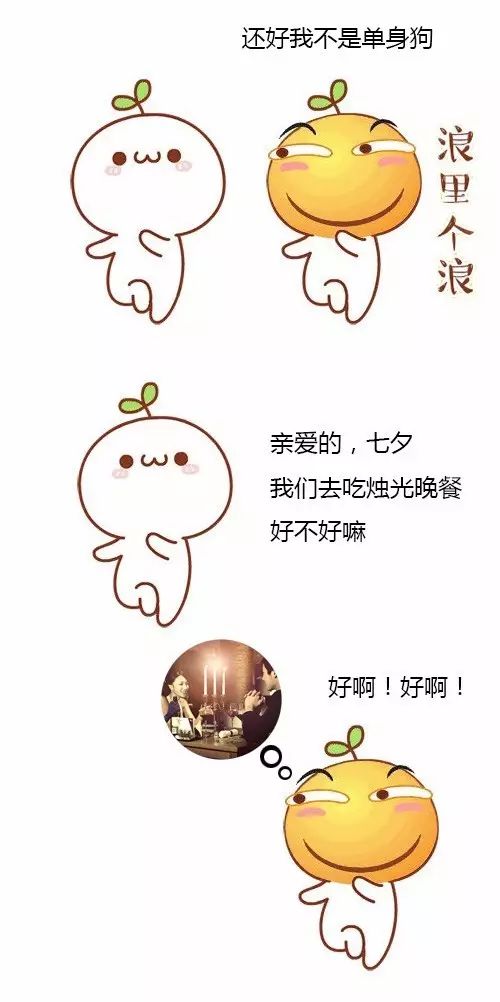 还好我不是单身狗
浪里个浪
亲爱的，七夕
我们去吃烛光晚餐
好不好嘛
好啊！好啊！